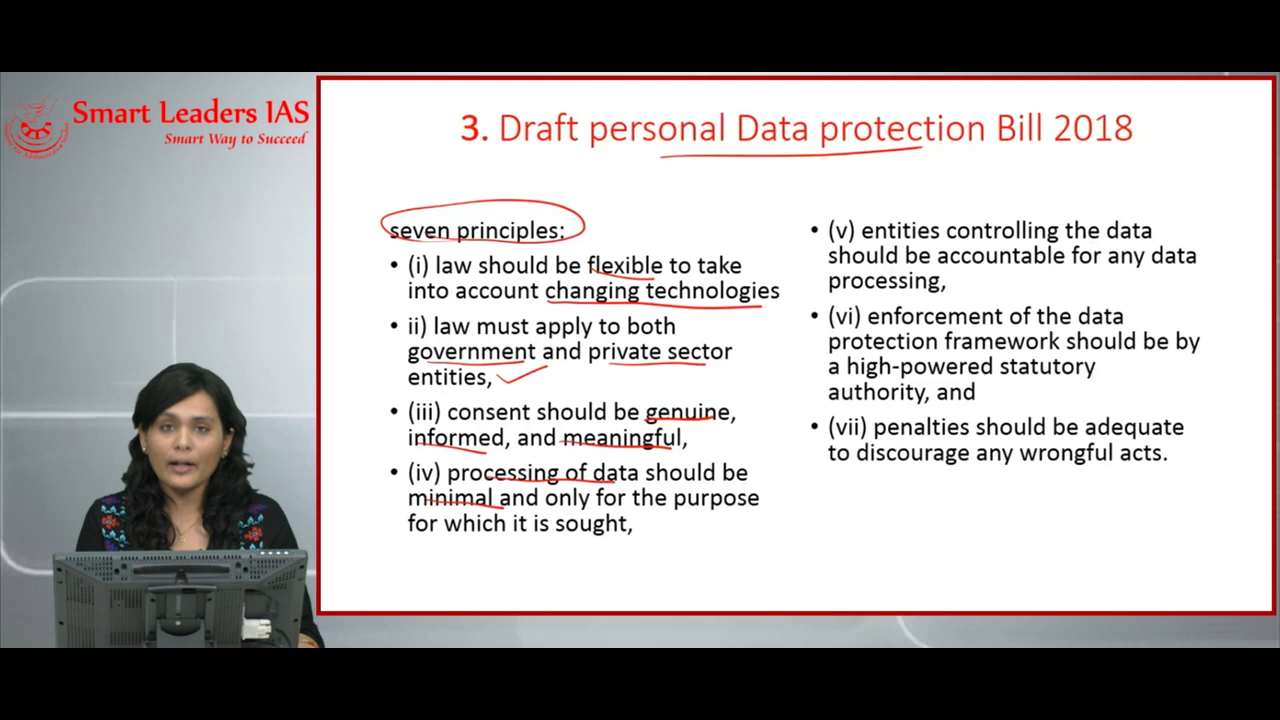 Smart Leaders IAS
Smart Way to Succeed
3. Draft personal Data protection Bill 2018
seven principles:
• (i) law should be flexible to take
into account changing technologies
• ii) law must apply to both
government and private sector
entities,
• (iii) consent should be genuine,
informed, and meaningful,
• (iv) processing of data should be
minimal and only for the purpose
for which it is sought,
• (v) entities controlling the data
should be accountable for any data
processing,
• (vi) enforcement of the data
protection framework should be by
a high-powered statutory
authority, and
• (vii) penalties should be adequate
to discourage any wrongful acts.